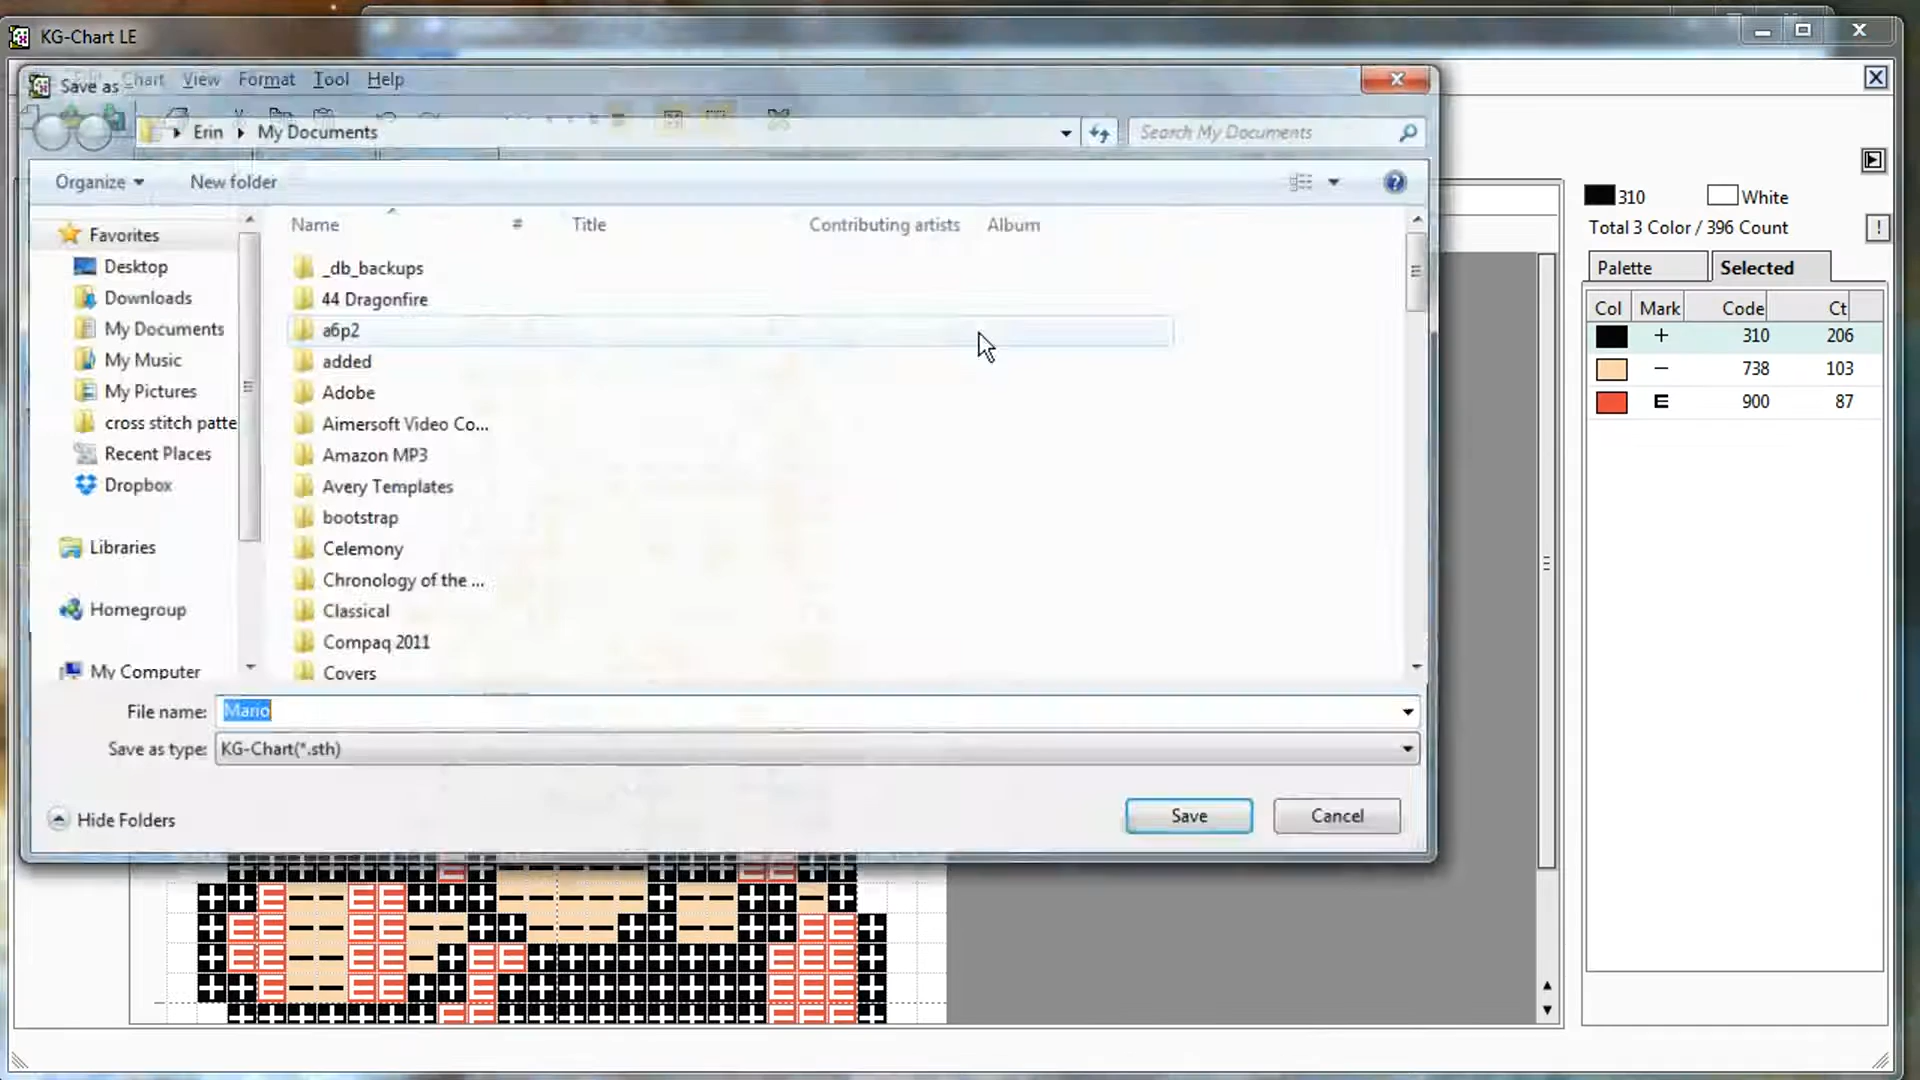 KG-Chart LE
Save as
Chart View Format Tool Help
Erin My Documents
Search My Documents
Organize New folder
Name # Title Contributing artists Album
Favorites
Desktop
Downloads
My Documents
My Music
My Pictures
cross stitch patte
Recent Places
Dropbox
Libraries
Homegroup
My Computer
_db_backups
44 Dragonfire
a6p2
added
Adobe
Aimersoft Video Co...
Amazon MP3
Avery Templates
bootstrap
Celemony
Chronology of the ...
Classical
Compaq 2011
Covers
File name: Mario
Save as type: KG-Chart(*.sth)
Hide Folders
Save Cancel
310 White
Total 3 Color / 396 Count
!
Palette Selected
Col Mark Code Ct
+ 310 206
− 738 103
E 900 87